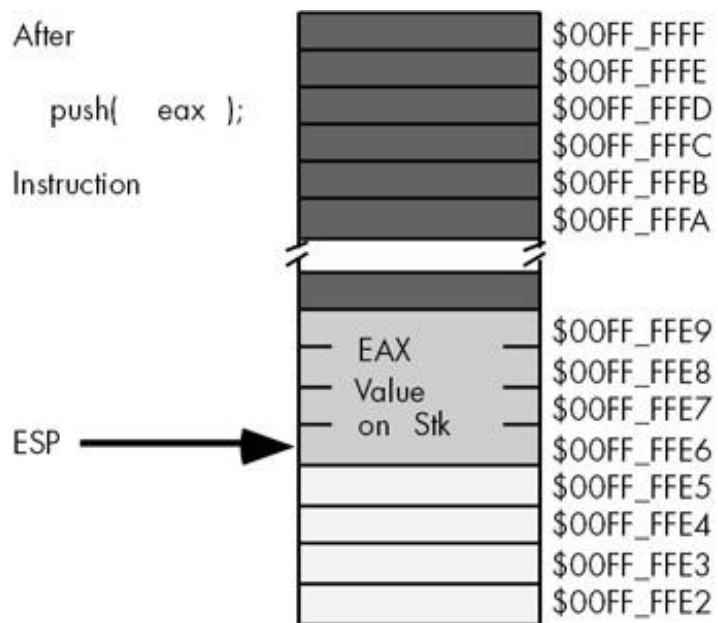 After
push( eax );
Instruction
$00FF_FFFF
$00FF_FFFE
$00FF_FFFD
$00FF_FFFC
$00FF_FFFB
$00FF_FFFA
EAX
Value
on Stk
ESP
$00FF_FFE9
$00FF_FFE8
$00FF_FFE7
$00FF_FFE6
$00FF_FFE5
$00FF_FFE4
$00FF_FFE3
$00FF_FFE2